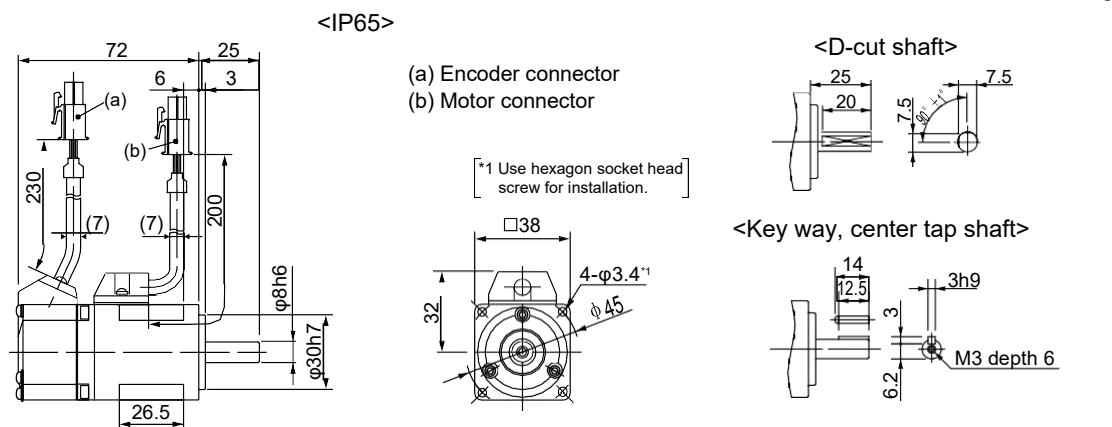 <IP65>
72
25
6
3
(a)
(b)
230
(7)
(7)
200
φ8h6
φ30h7
26.5
(a) Encoder connector
(b) Motor connector
*1 Use hexagon socket head
screw for installation.
□38
4-φ3.4*1
32
φ45
<D-cut shaft>
25
20
7.5
7.5
90° ±1°
<Key way, center tap shaft>
14
12.5
3h9
3
6.2
M3 depth 6